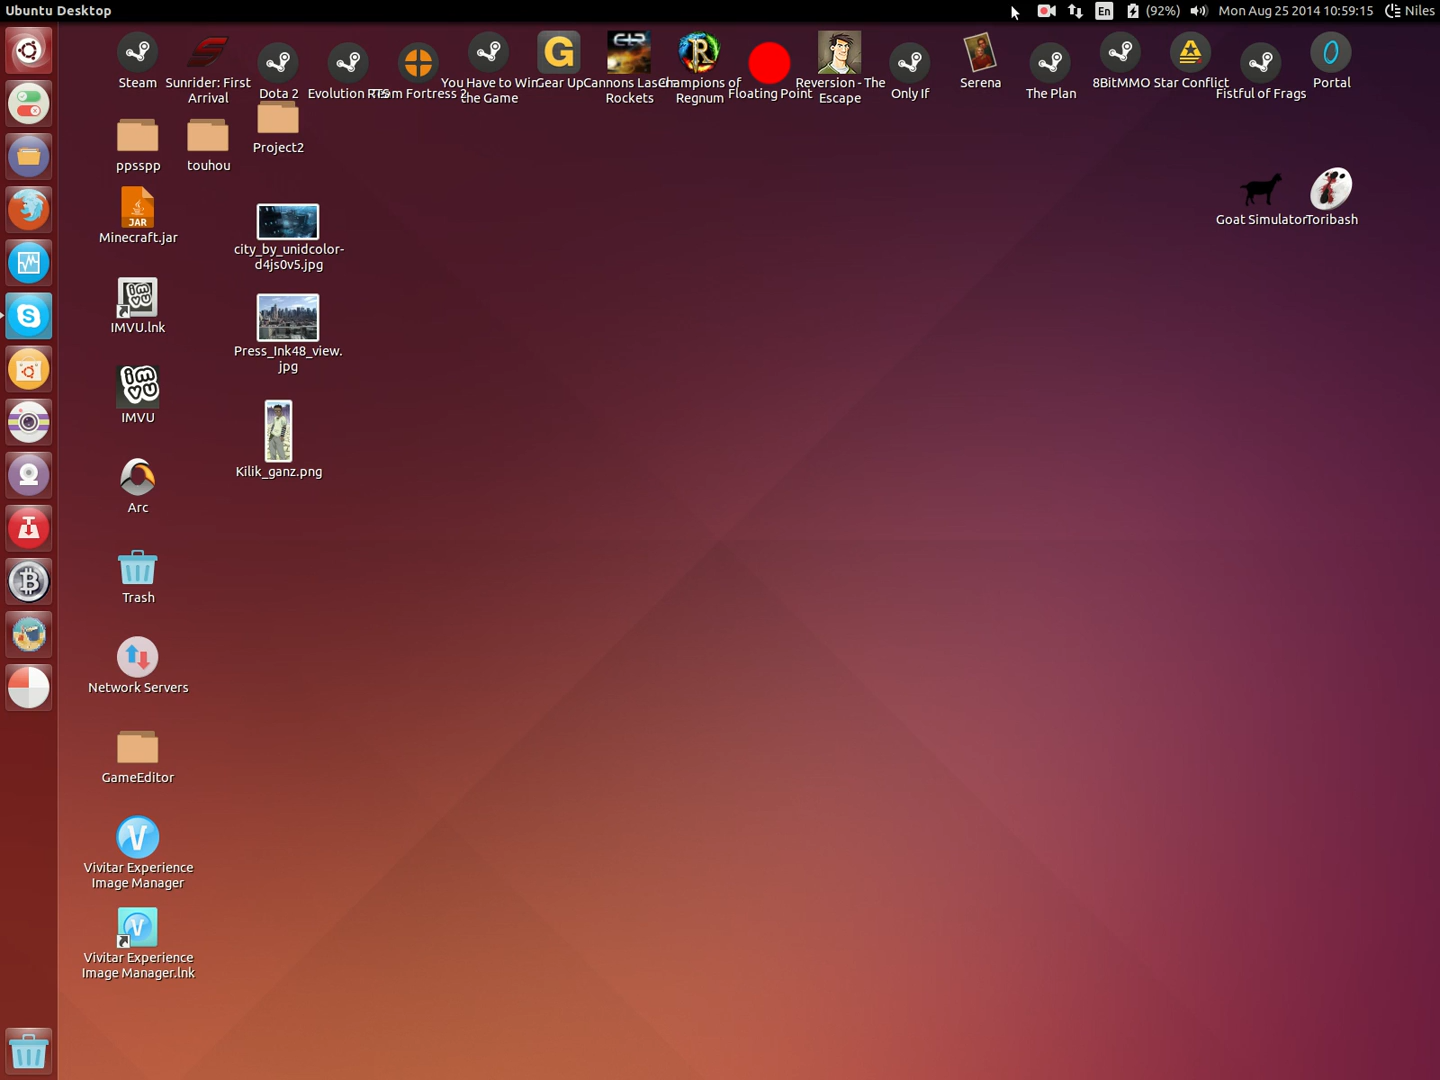 Ubuntu Desktop
En
(92%)
Mon Aug 25 2014 10:59:15
Niles
Steam
Sunrider: First
Arrival
Dota 2
Evolution RTS
Team Fortress 2
You Have to Win
the Game
Gear Up
Cannons Lasers
Rockets
Champions of
Regnum
Floating Point
Reversion - The
Escape
Only If
Serena
The Plan
8BitMMO
Star Conflict
Fistful of Frags
Portal
ppsspp
touhou
Project2
Goat Simulator
Toribash
JAR
Minecraft.jar
city_by_unidcolor-
d4js0v5.jpg
imvu
IMVU.lnk
Press_Ink48_view.
jpg
imvu
IMVU
Kilik_ganz.png
Arc
Trash
Network Servers
GameEditor
V
Vivitar Experience
Image Manager
V
Vivitar Experience
Image Manager.lnk